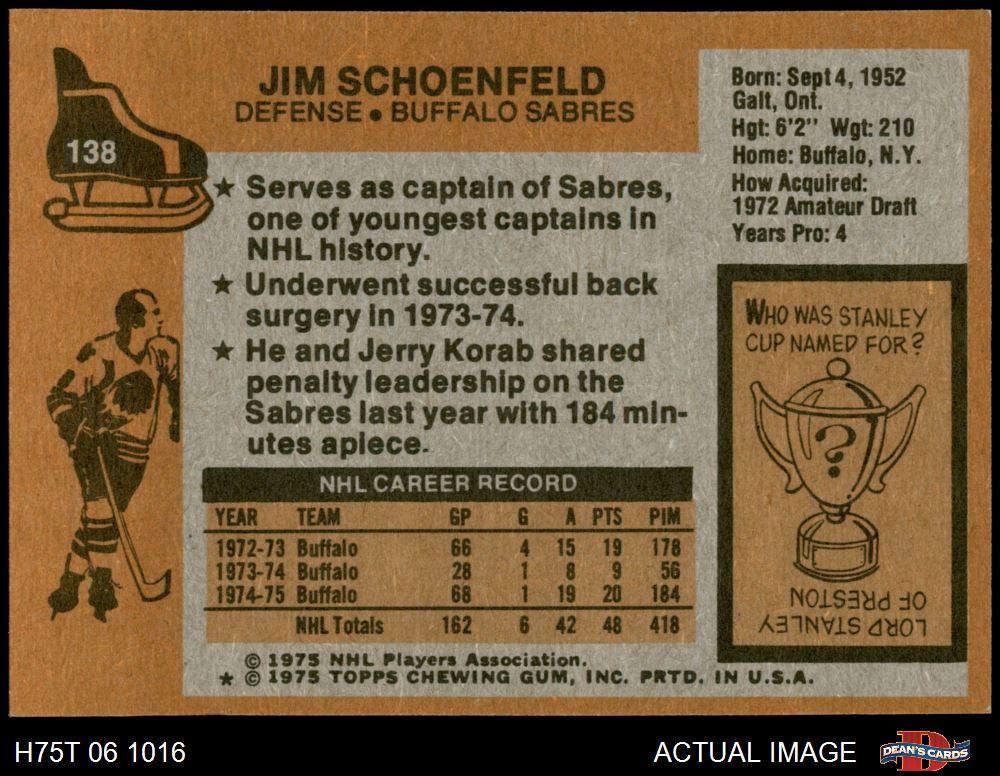 JIM SCHOENFELD
DEFENSE • BUFFALO SABRES
138
Born: Sept 4, 1952
Galt, Ont.
Hgt: 6'2" Wgt: 210
Home: Buffalo, N.Y.
How Acquired:
1972 Amateur Draft
Years Pro: 4
★ Serves as captain of Sabres,
one of youngest captains in
NHL history.
★ Underwent successful back
surgery in 1973-74.
★ He and Jerry Korab shared
penalty leadership on the
Sabres last year with 184 min-
utes apiece.
NHL CAREER RECORD
YEAR TEAM GP G A PTS PIM
1972-73 Buffalo 66 4 15 19 178
1973-74 Buffalo 28 1 8 9 56
1974-75 Buffalo 68 1 19 20 184
NHL Totals 162 6 42 48 418
WHO WAS STANLEY
CUP NAMED FOR?
?
LORD STANLEY
OF PRESTON
© 1975 NHL Players Association.
★ © 1975 TOPPS CHEWING GUM, INC. PRTD. IN U.S.A.
H75T 06 1016
ACTUAL IMAGE
D
DEAN'S CARDS